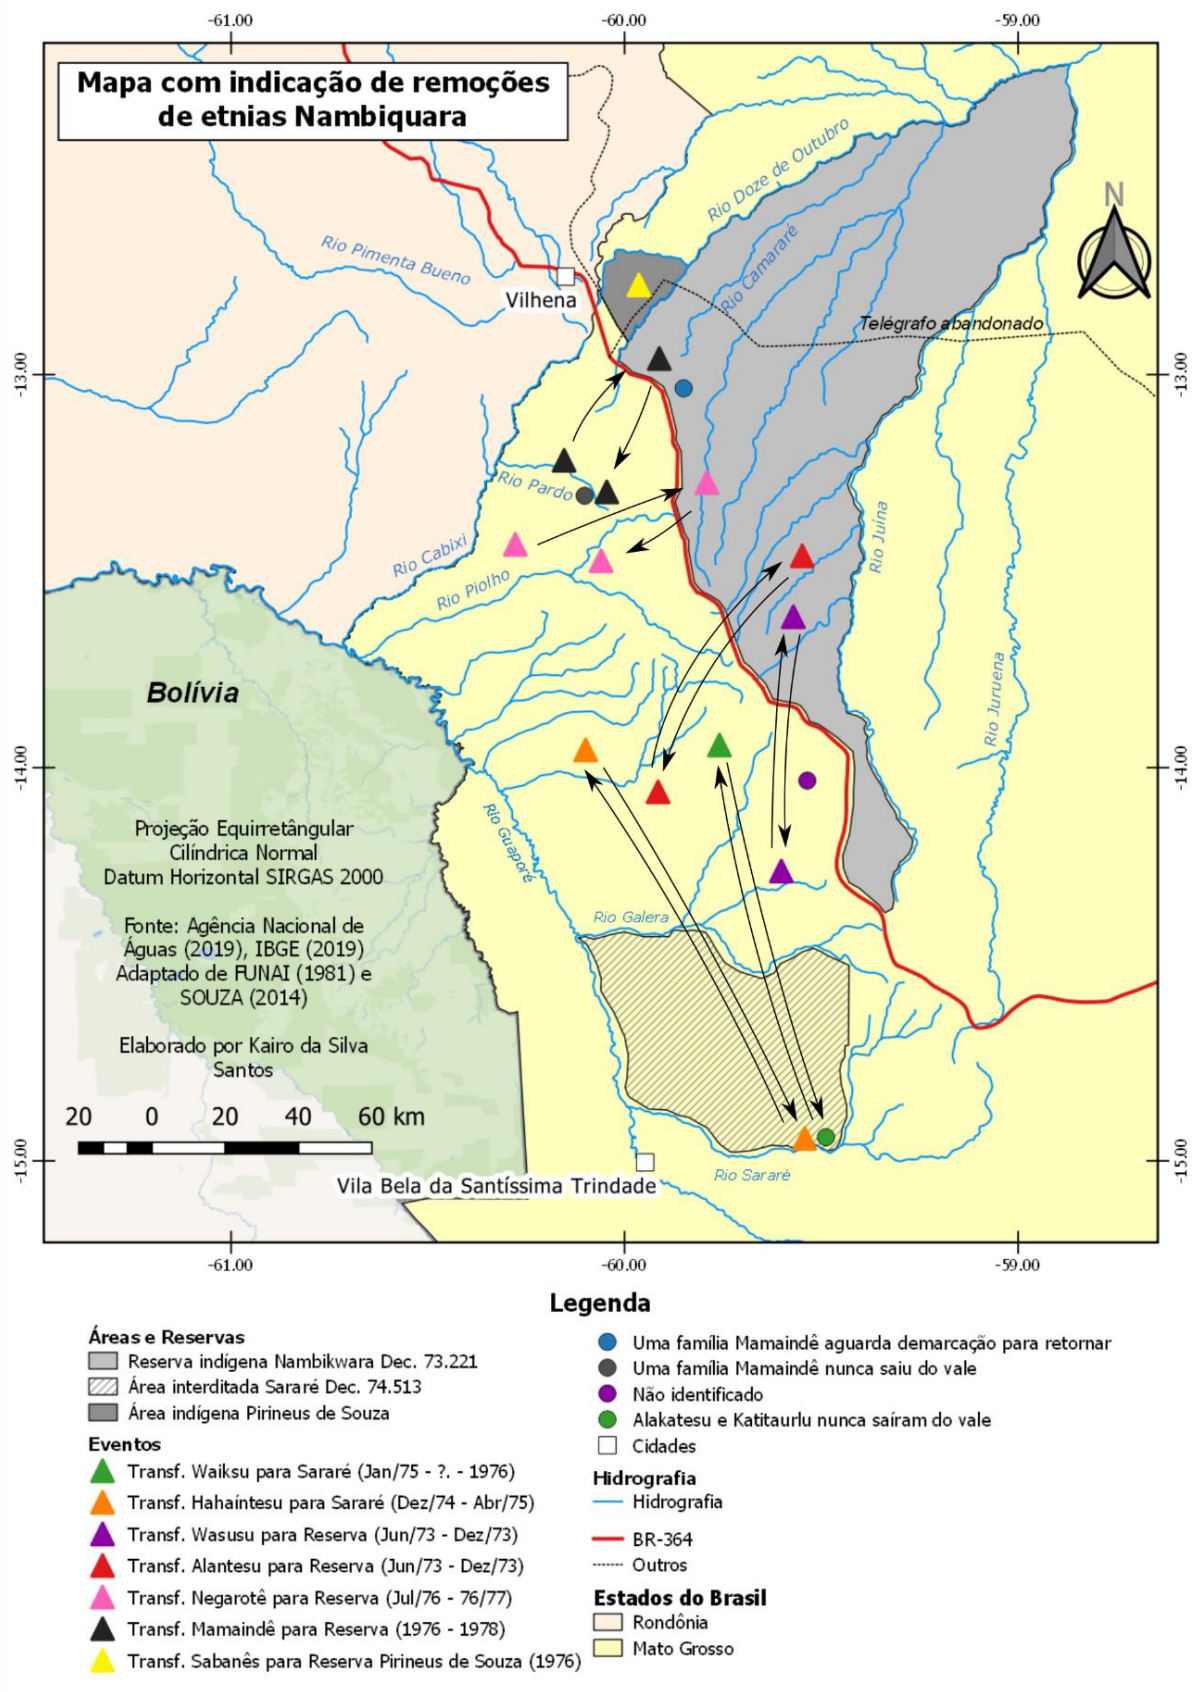 -61.00
-60.00
-59.00
Mapa com indicação de remoções
de etnias Nambiquara
N
Rio Doze de Outubro
Rio Camararé
Rio Pimenta Bueno
Vilhena
Telégrafo abandonado
-13.00
-13.00
Rio Pardo
Rio Cabixi
Rio Piolho
Rio Juína
Rio Juruena
Bolívia
-14.00
-14.00
Rio Guaporé
Projeção Equirretângular
Cilíndrica Normal
Datum Horizontal SIRGAS 2000
Fonte: Agência Nacional de
Águas (2019), IBGE (2019)
Adaptado de FUNAI (1981) e
SOUZA (2014)
Elaborado por Kairo da Silva
Santos
Rio Galera
20 0 20 40 60 km
-15.00
-15.00
Rio Sararé
Vila Bela da Santíssima Trindade
-61.00
-60.00
-59.00
Legenda
Áreas e Reservas
Reserva indígena Nambikwara Dec. 73.221
Área interditada Sararé Dec. 74.513
Área indígena Pirineus de Souza
Eventos
Transf. Waiksu para Sararé (Jan/75 - ?. - 1976)
Transf. Hahaíntesu para Sararé (Dez/74 - Abr/75)
Transf. Wasusu para Reserva (Jun/73 - Dez/73)
Transf. Alantesu para Reserva (Jun/73 - Dez/73)
Transf. Negarotê para Reserva (Jul/76 - 76/77)
Transf. Mamaindê para Reserva (1976 - 1978)
Transf. Sabanês para Reserva Pirineus de Souza (1976)
Uma família Mamaindê aguarda demarcação para retornar
Uma família Mamaindê nunca saiu do vale
Não identificado
Alakatesu e Katitaurlu nunca saíram do vale
Cidades
Hidrografia
Hidrografia
BR-364
Outros
Estados do Brasil
Rondônia
Mato Grosso